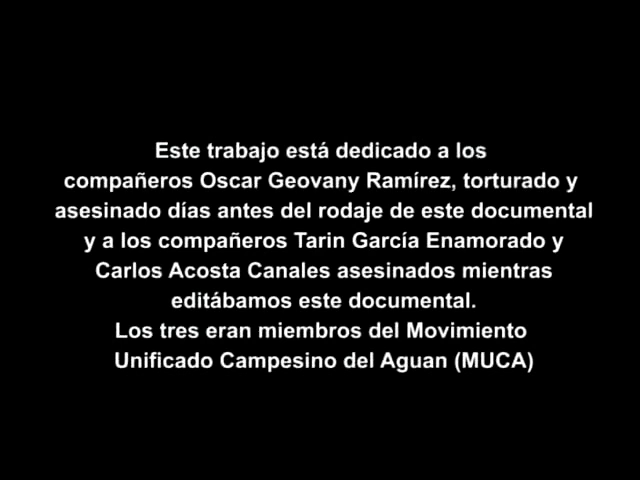 Este trabajo está dedicado a los
compañeros Oscar Geovany Ramírez, torturado y
asesinado días antes del rodaje de este documental
y a los compañeros Tarin García Enamorado y
Carlos Acosta Canales asesinados mientras
editábamos este documental.
Los tres eran miembros del Movimiento
Unificado Campesino del Aguan (MUCA)